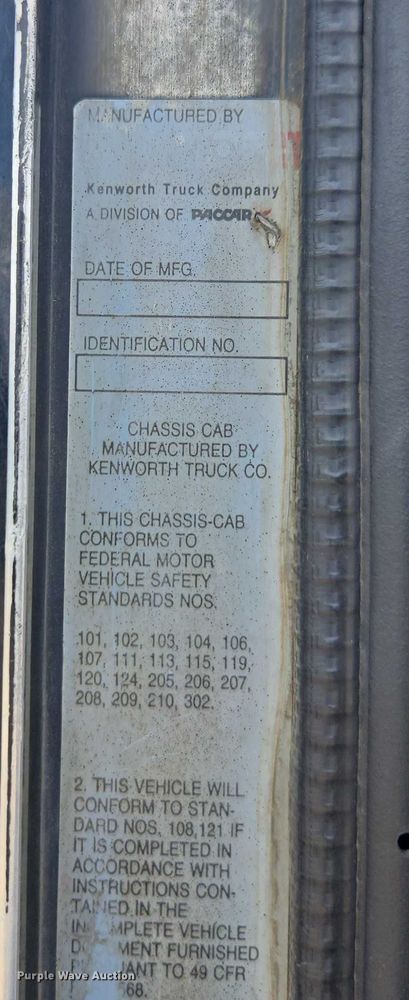 MANUFACTURED BY
Kenworth Truck Company
A DIVISION OF PACCAR
DATE OF MFG.
IDENTIFICATION NO.
CHASSIS CAB
MANUFACTURED BY
KENWORTH TRUCK CO.
1. THIS CHASSIS-CAB
CONFORMS TO
FEDERAL MOTOR
VEHICLE SAFETY
STANDARDS NOS.
101, 102, 103, 104, 106,
107, 111, 113, 115, 119,
120, 124, 205, 206, 207,
208, 209, 210, 302.
2. THIS VEHICLE WILL
CONFORM TO STAN-
DARD NOS. 108,121 IF
IT IS COMPLETED IN
ACCORDANCE WITH
INSTRUCTIONS CON-
TAINED IN THE
VEHICLE
FURNISHED
TO 49 CFR
68.
Purple Wave Auction